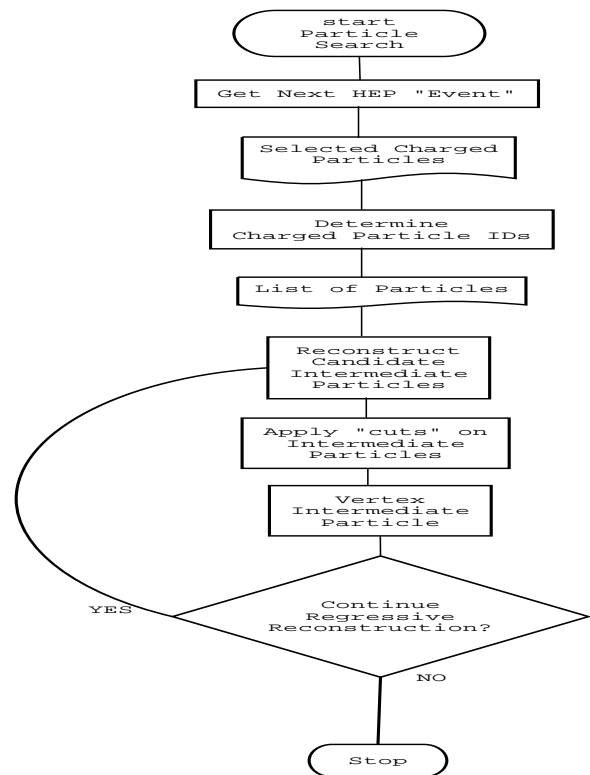 start
Particle
Search
Get Next HEP "Event"
Selected Charged
Particles
Determine
Charged Particle IDs
List of Particles
Reconstruct
Candidate
Intermediate
Particles
Apply "cuts" on
Intermediate
Particles
Vertex
Intermediate
Particle
Continue
Regressive
Reconstruction?
YES
NO
Stop